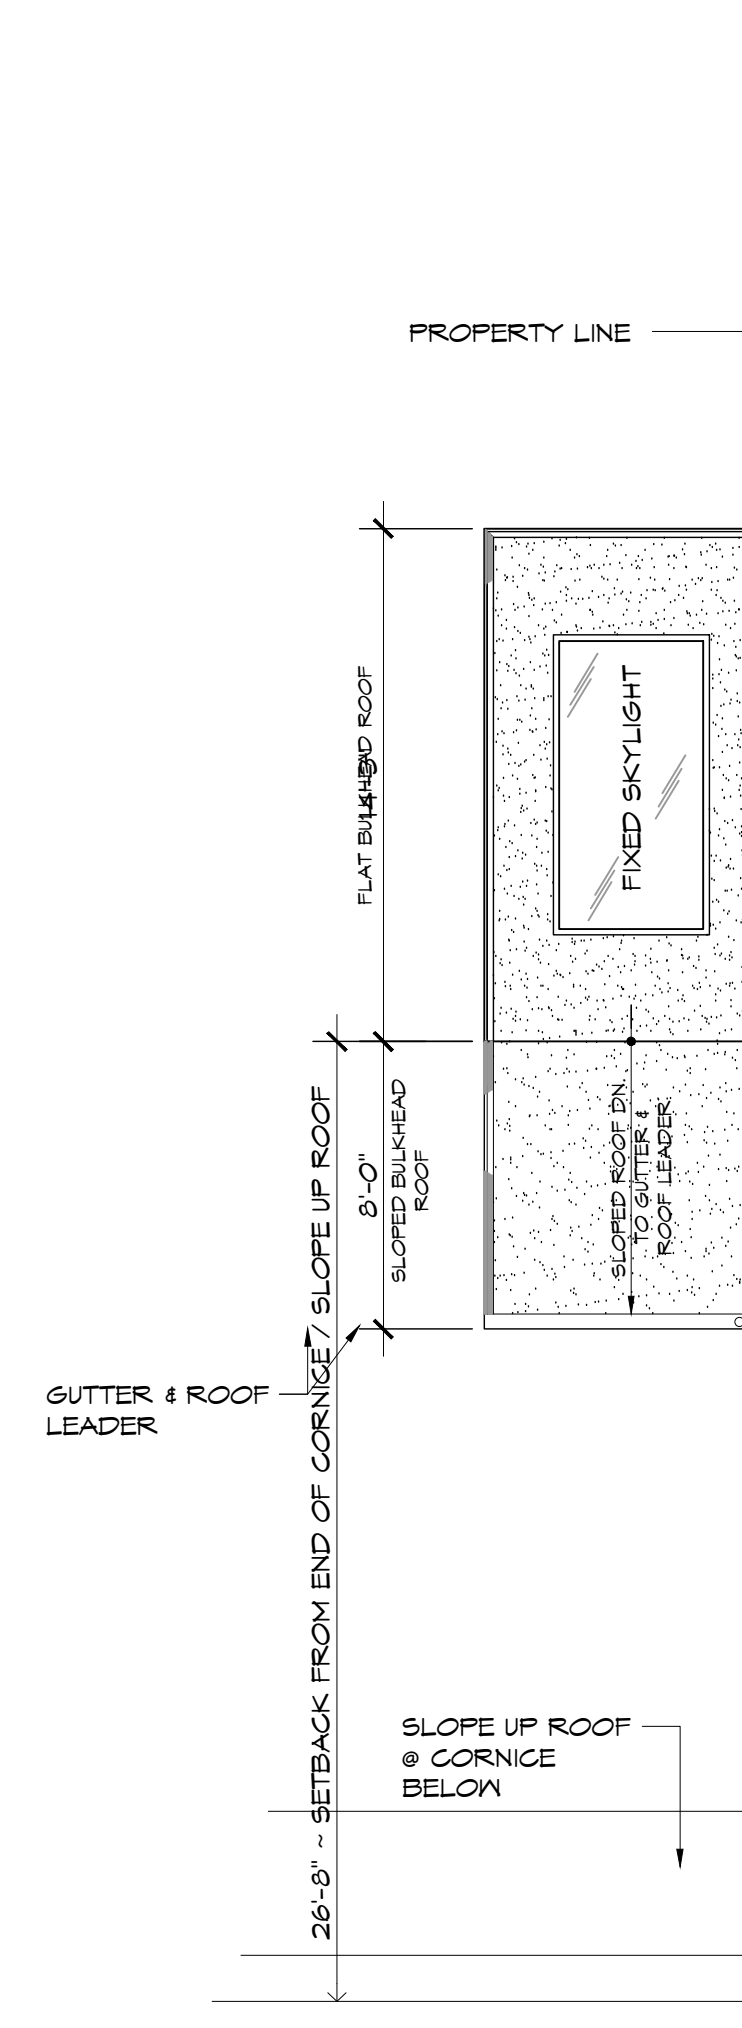 PROPERTY LINE
FLAT BULKHEAD ROOF
FIXED SKYLIGHT
8'-0"
SLOPED BULKHEAD
ROOF
SLOPED ROOF DN.
TO GUTTER &
ROOF LEADER
GUTTER & ROOF
LEADER
26'-8" ~ SETBACK FROM END OF CORNICE / SLOPE UP ROOF
SLOPE UP ROOF
@ CORNICE
BELOW